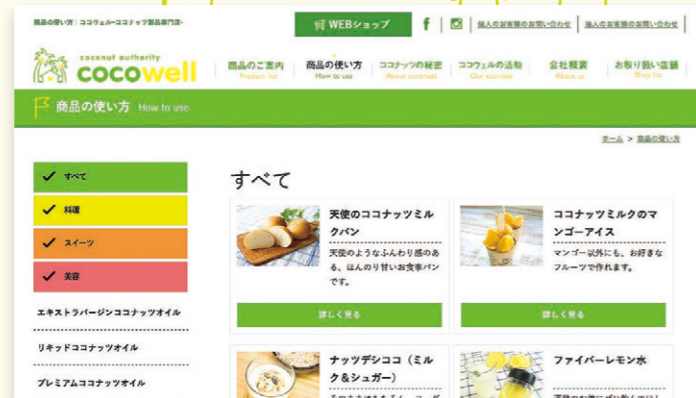 商品の使い方｜ココウェル-ココナッツ製品専門店-
WEBショップ
個人のお客様のお問い合わせ
coconut authority
cocowell
商品のご案内
Product list
商品の使い方
How to use
ココナッツの秘密
About coconut
ココウェルの活動
Our activities
会社概要
About us
お取り扱い店舗
Shop list
商品の使い方 How to use
ホーム > 商品の使い方
すべて
料理
スイーツ
美容
エキストラバージンココナッツオイル
リキッドココナッツオイル
プレミアムココナッツオイル
すべて
天使のココナッツミル
クパン
天使のようなふんわり感のあ
る、ほんのり甘いお食事パン
です。
詳しく見る
ココナッツミルクのマ
ンゴーアイス
マンゴー以外にも、お好きな
フルーツで作れます。
詳しく見る
ナッツデシココ（ミル
ク＆シュガー）
ファイバーレモン水